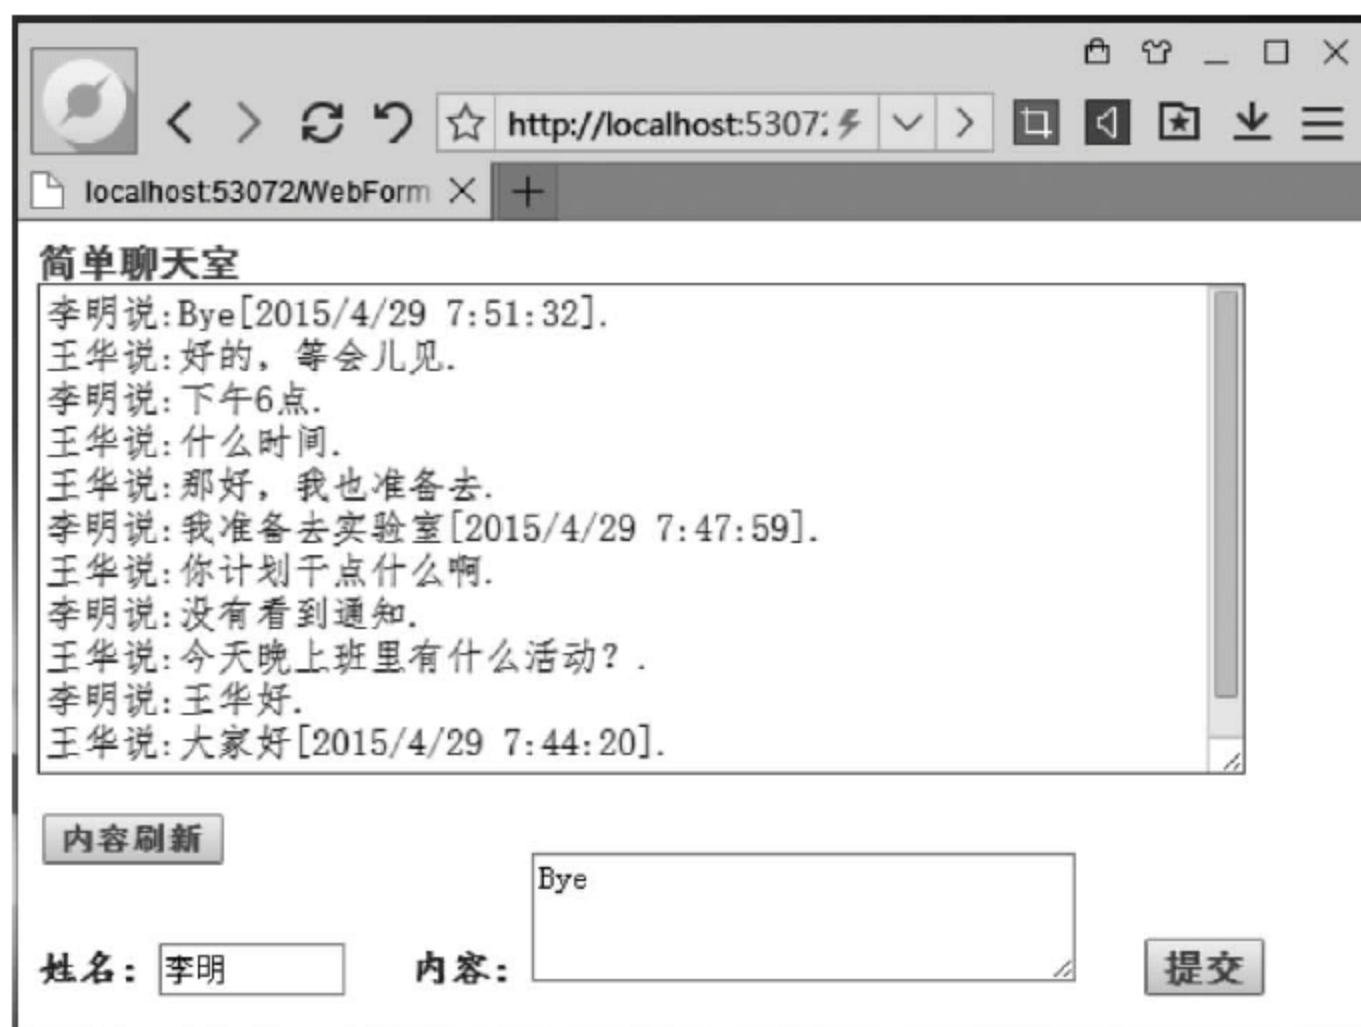 http://localhost:5307
localhost:53072/WebForm
简单聊天室
李明说:Bye[2015/4/29 7:51:32].
王华说:好的，等会儿见.
李明说:下午6点.
王华说:什么时间.
王华说:那好，我也准备去.
李明说:我准备去实验室[2015/4/29 7:47:59].
王华说:你计划干点什么啊.
李明说:没有看到通知.
王华说:今天晚上班里有什么活动？.
李明说:王华好.
王华说:大家好[2015/4/29 7:44:20].
内容刷新
Bye
姓名：李明 内容： 提交